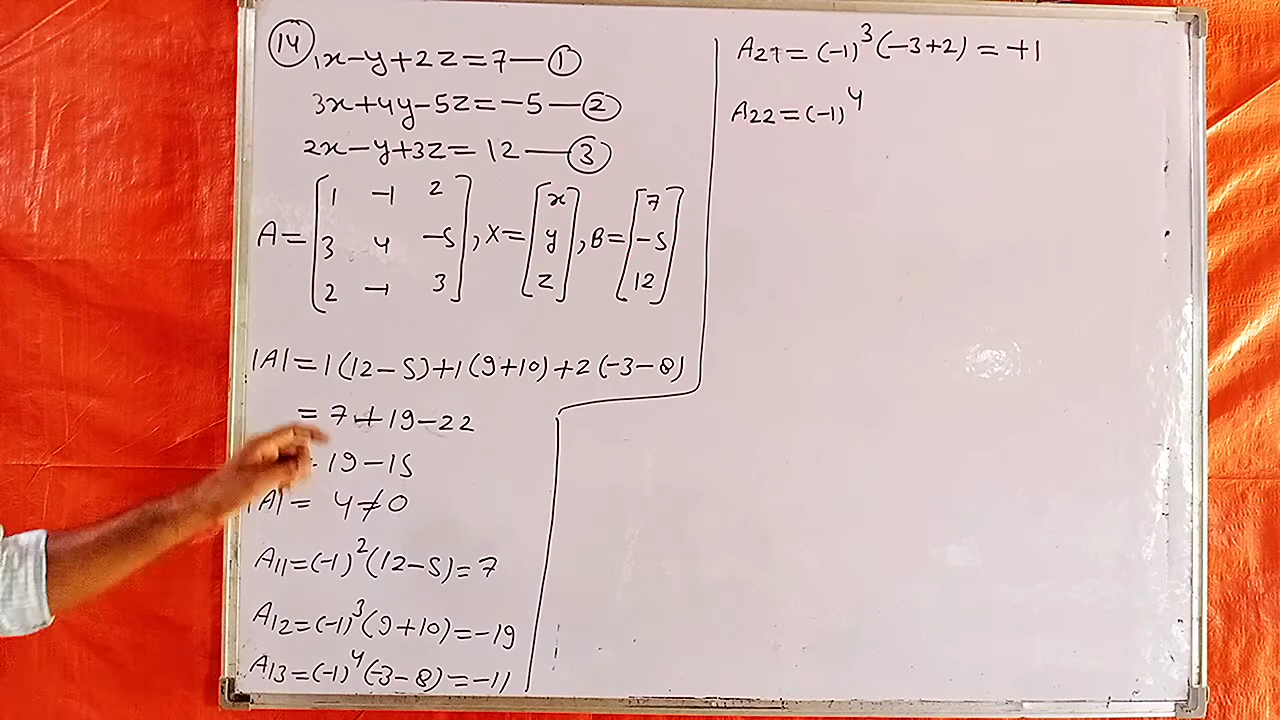 (14) 1x-y+2z=7—①
3x+4y-5z=-5—②
2x-y+3z=12—③
A=[1 -1 2; 3 4 -5; 2 -1 3], X=[x; y; z], B=[7; -5; 12]
|A|=1(12-5)+1(9+10)+2(-3-8)
=7+19-22
=19-15
|A|=4≠0
A11=(-1)²(12-5)=7
A12=(-1)³(9+10)=-19
A13=(-1)⁴(-3-8)=-11
A21=(-1)³(-3+2)=+1
A22=(-1)⁴